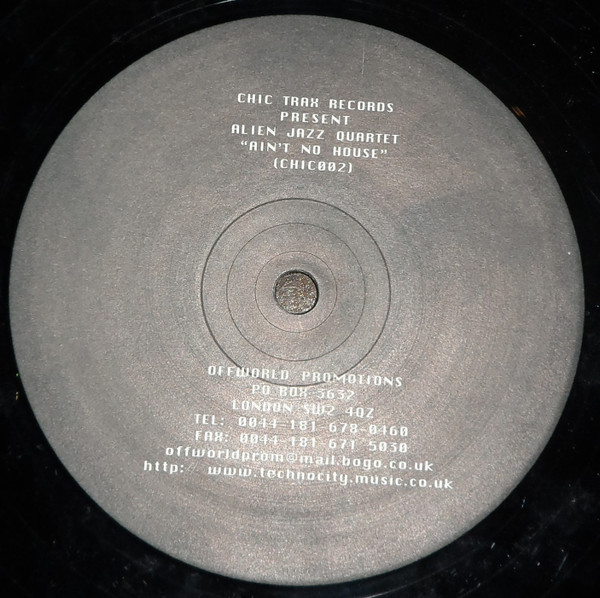 CHIC TRAX RECORDS
PRESENT
ALIEN JAZZ QUARTET
“AIN'T NO HOUSE”
(CHIC002)
OFFWORLD PROMOTIONS
PO BOX 5632
LONDON SW2 4QZ
TEL: 0044-181-678-0460
FAX: 0044-181 671 5030
offworldprom@mail.bogo.co.uk
http: www.technocity.music.co.uk